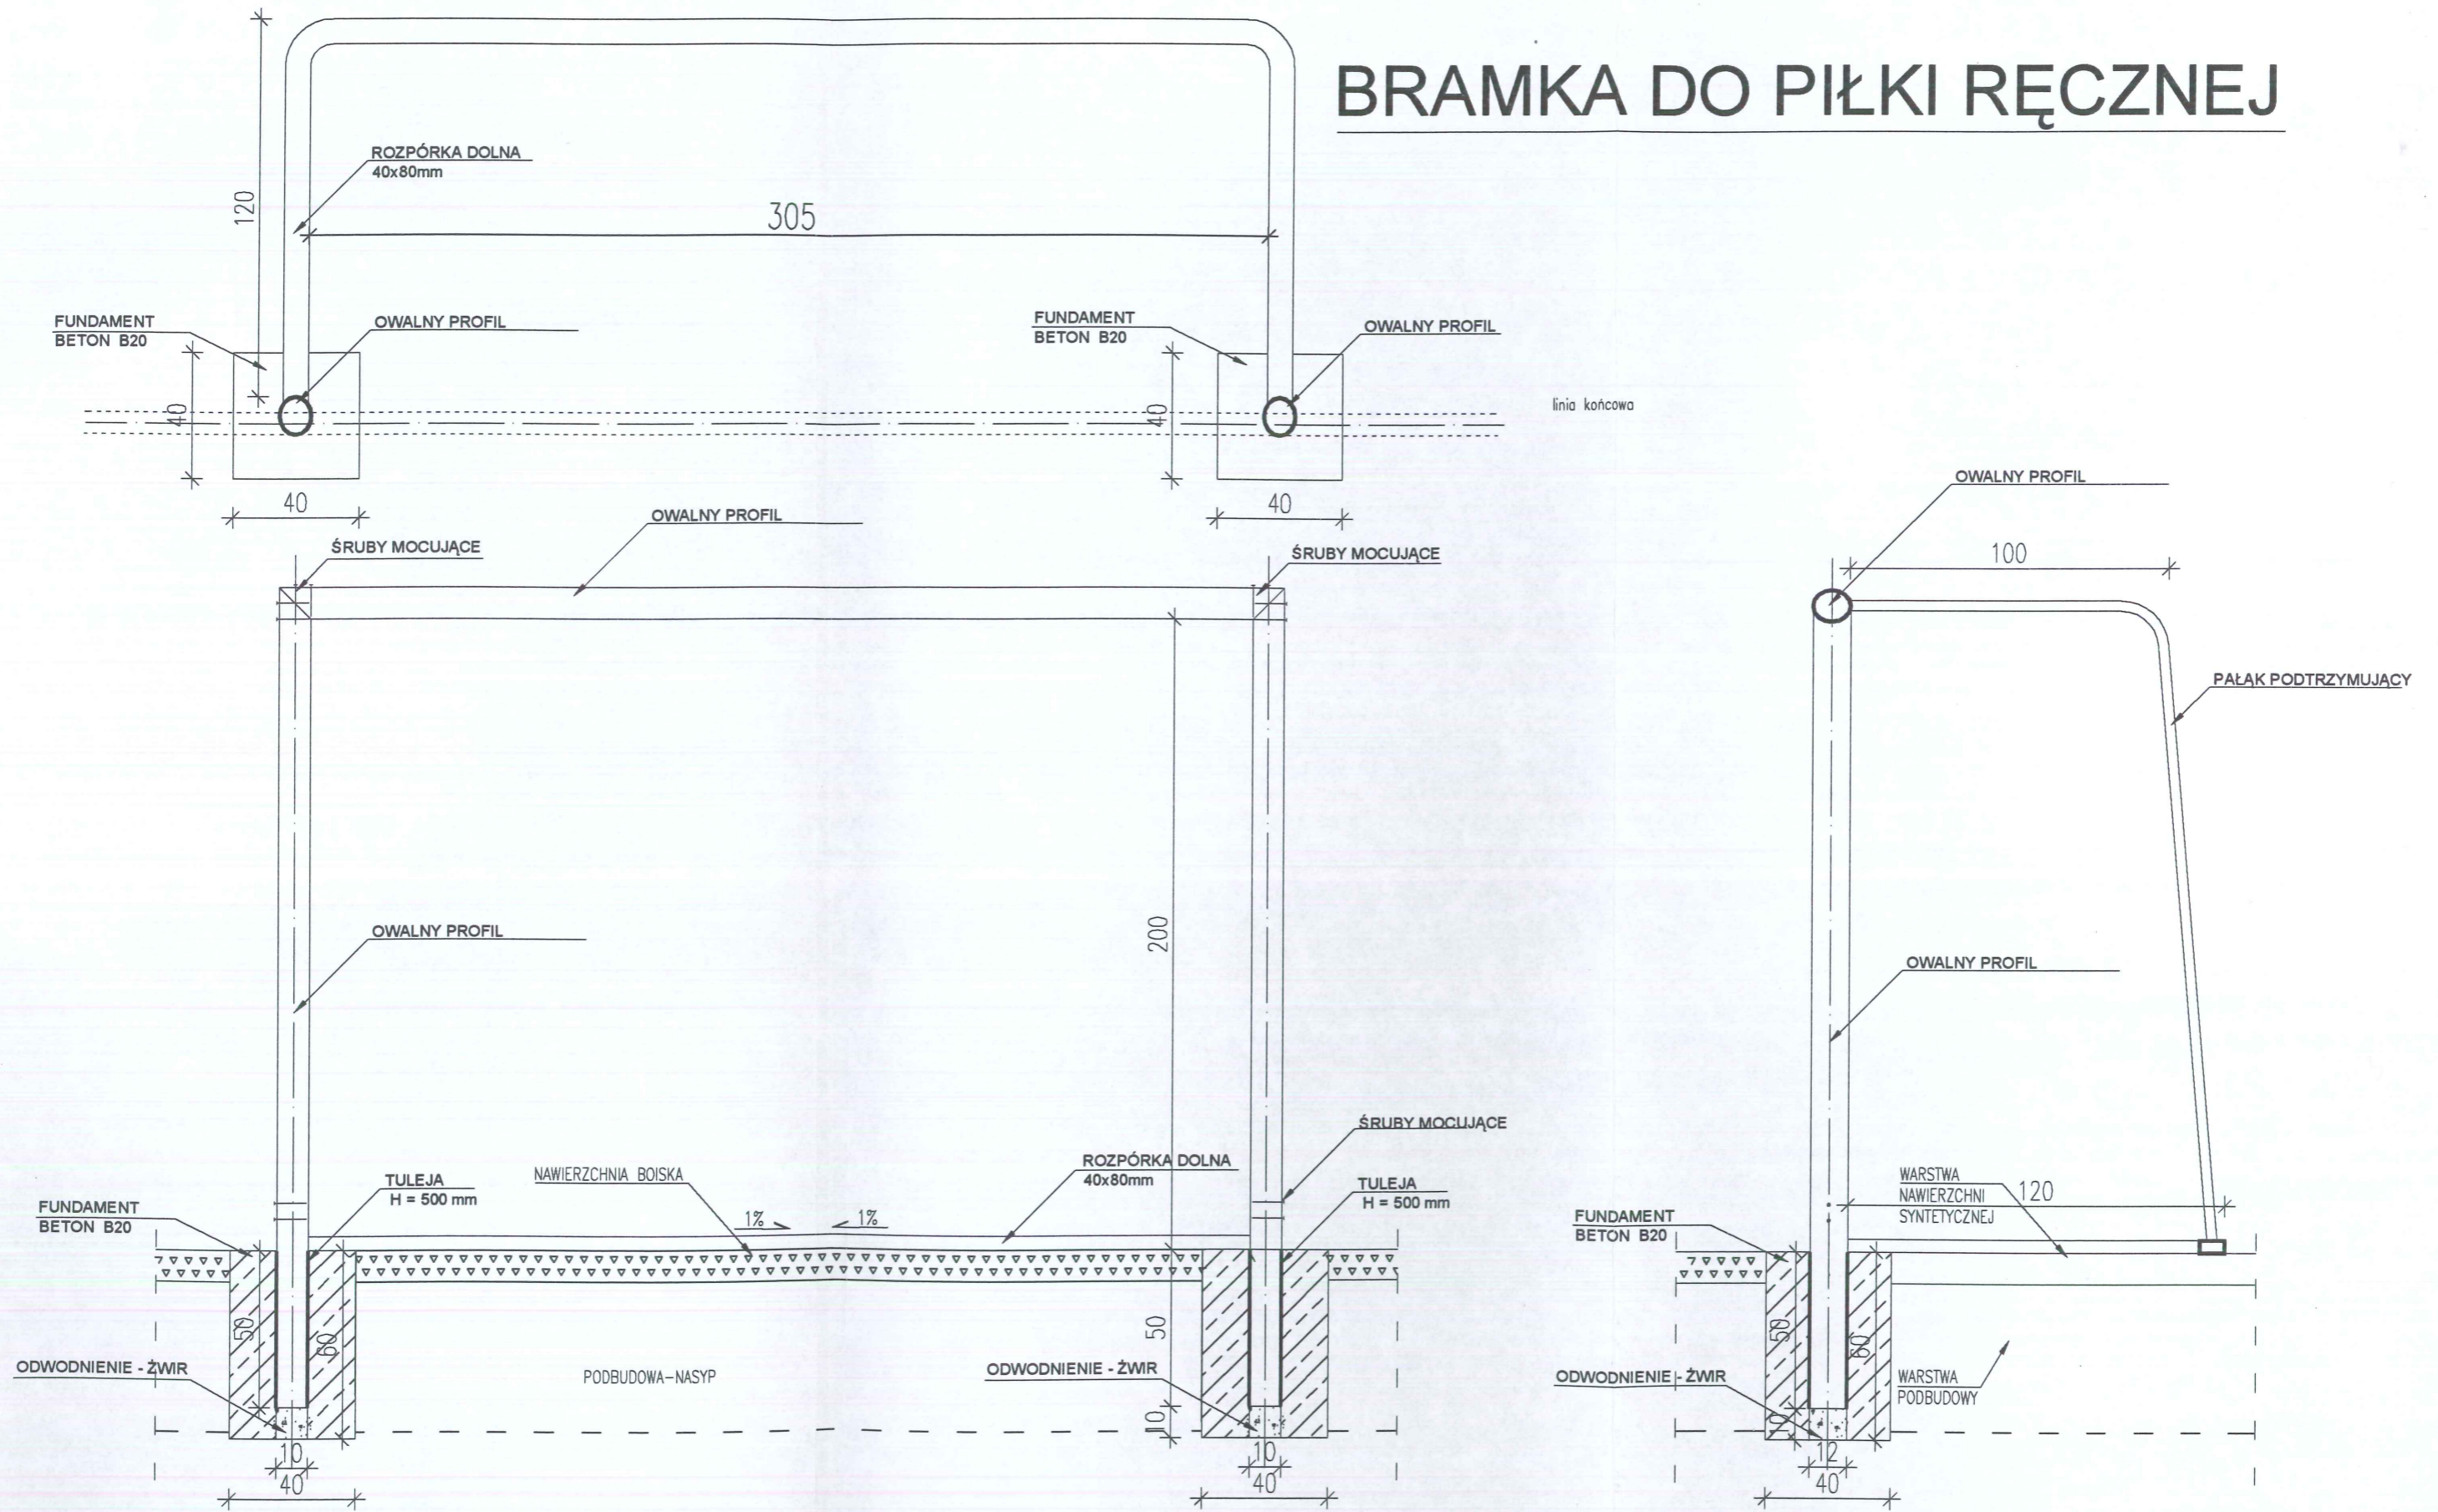 BRAMKA DO PIŁKI RĘCZNEJ
120
ROZPÓRKA DOLNA
40x80mm
305
FUNDAMENT
BETON B20
OWALNY PROFIL
FUNDAMENT
BETON B20
OWALNY PROFIL
40
40
linia końcowa
40
40
OWALNY PROFIL
ŚRUBY MOCUJĄCE
OWALNY PROFIL
ŚRUBY MOCUJĄCE
200
ŚRUBY MOCUJĄCE
FUNDAMENT
BETON B20
TULEJA
H = 500 mm
NAWIERZCHNIA BOISKA
1%
1%
ROZPÓRKA DOLNA
40x80mm
TULEJA
H = 500 mm
50
60
50
ODWODNIENIE - ŻWIR
PODBUDOWA-NASYP
ODWODNIENIE - ŻWIR
10
10
40
10
40
OWALNY PROFIL
100
PAŁĄK PODTRZYMUJĄCY
OWALNY PROFIL
WARSTWA
NAWIERZCHNI
SYNTETYCZNEJ
120
FUNDAMENT
BETON B20
50
60
ODWODNIENIE - ŻWIR
WARSTWA
PODBUDOWY
10
12
40